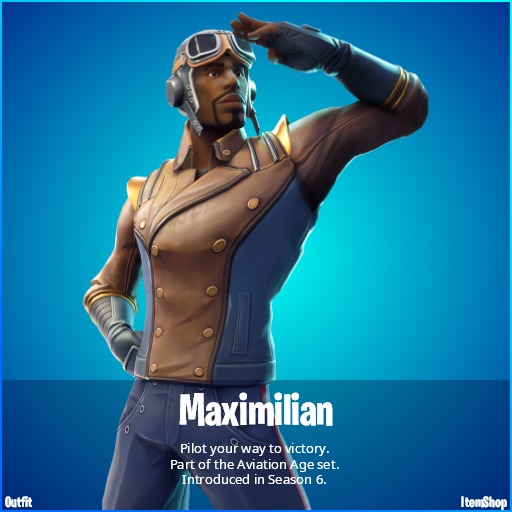 Maximilian
Pilot your way to victory.
Part of the Aviation Age set.
Introduced in Season 6.
Outfit
ItemShop